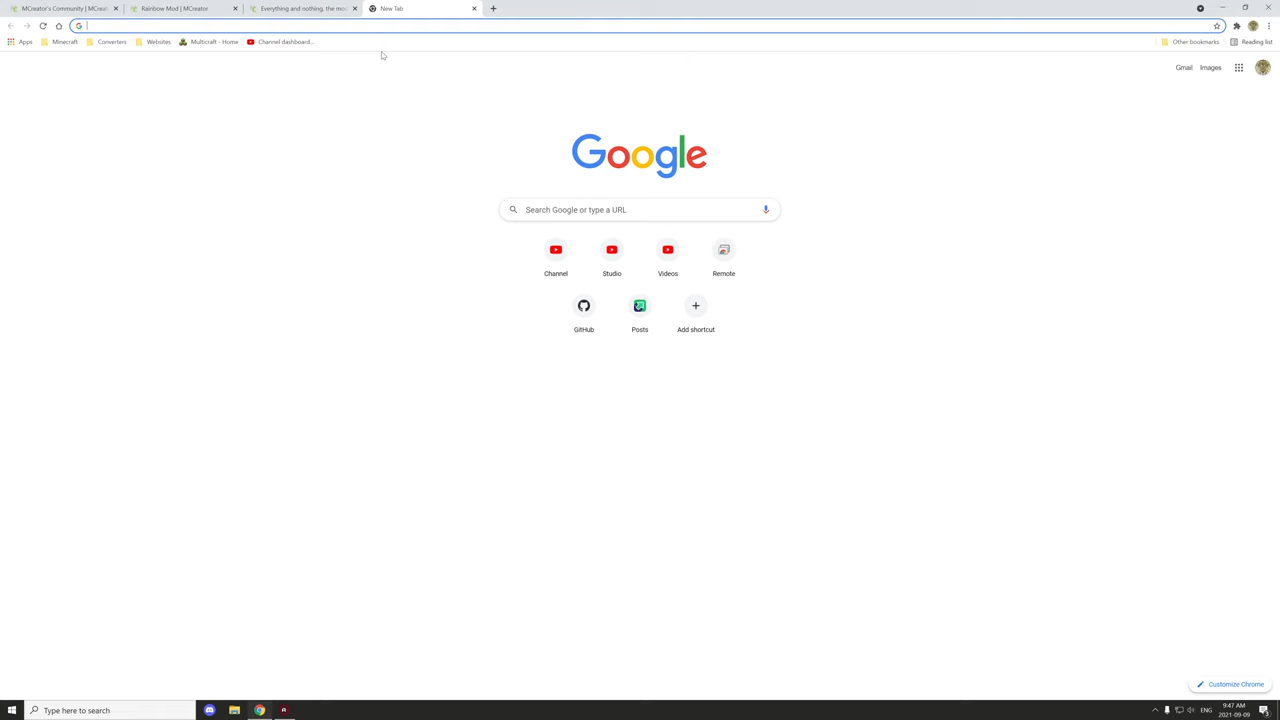 MCreator's Community | MCreat
Rainbow Mod | MCreator
Everything and nothing, the mod
New Tab
Apps
Minecraft
Converters
Websites
Multicraft - Home
Channel dashboard...
Other bookmarks
Reading list
Gmail
Images
Google
Search Google or type a URL
Channel
Studio
Videos
Remote
GitHub
Posts
Add shortcut
Customize Chrome
Type here to search
ENG
9:47 AM
2021-09-09